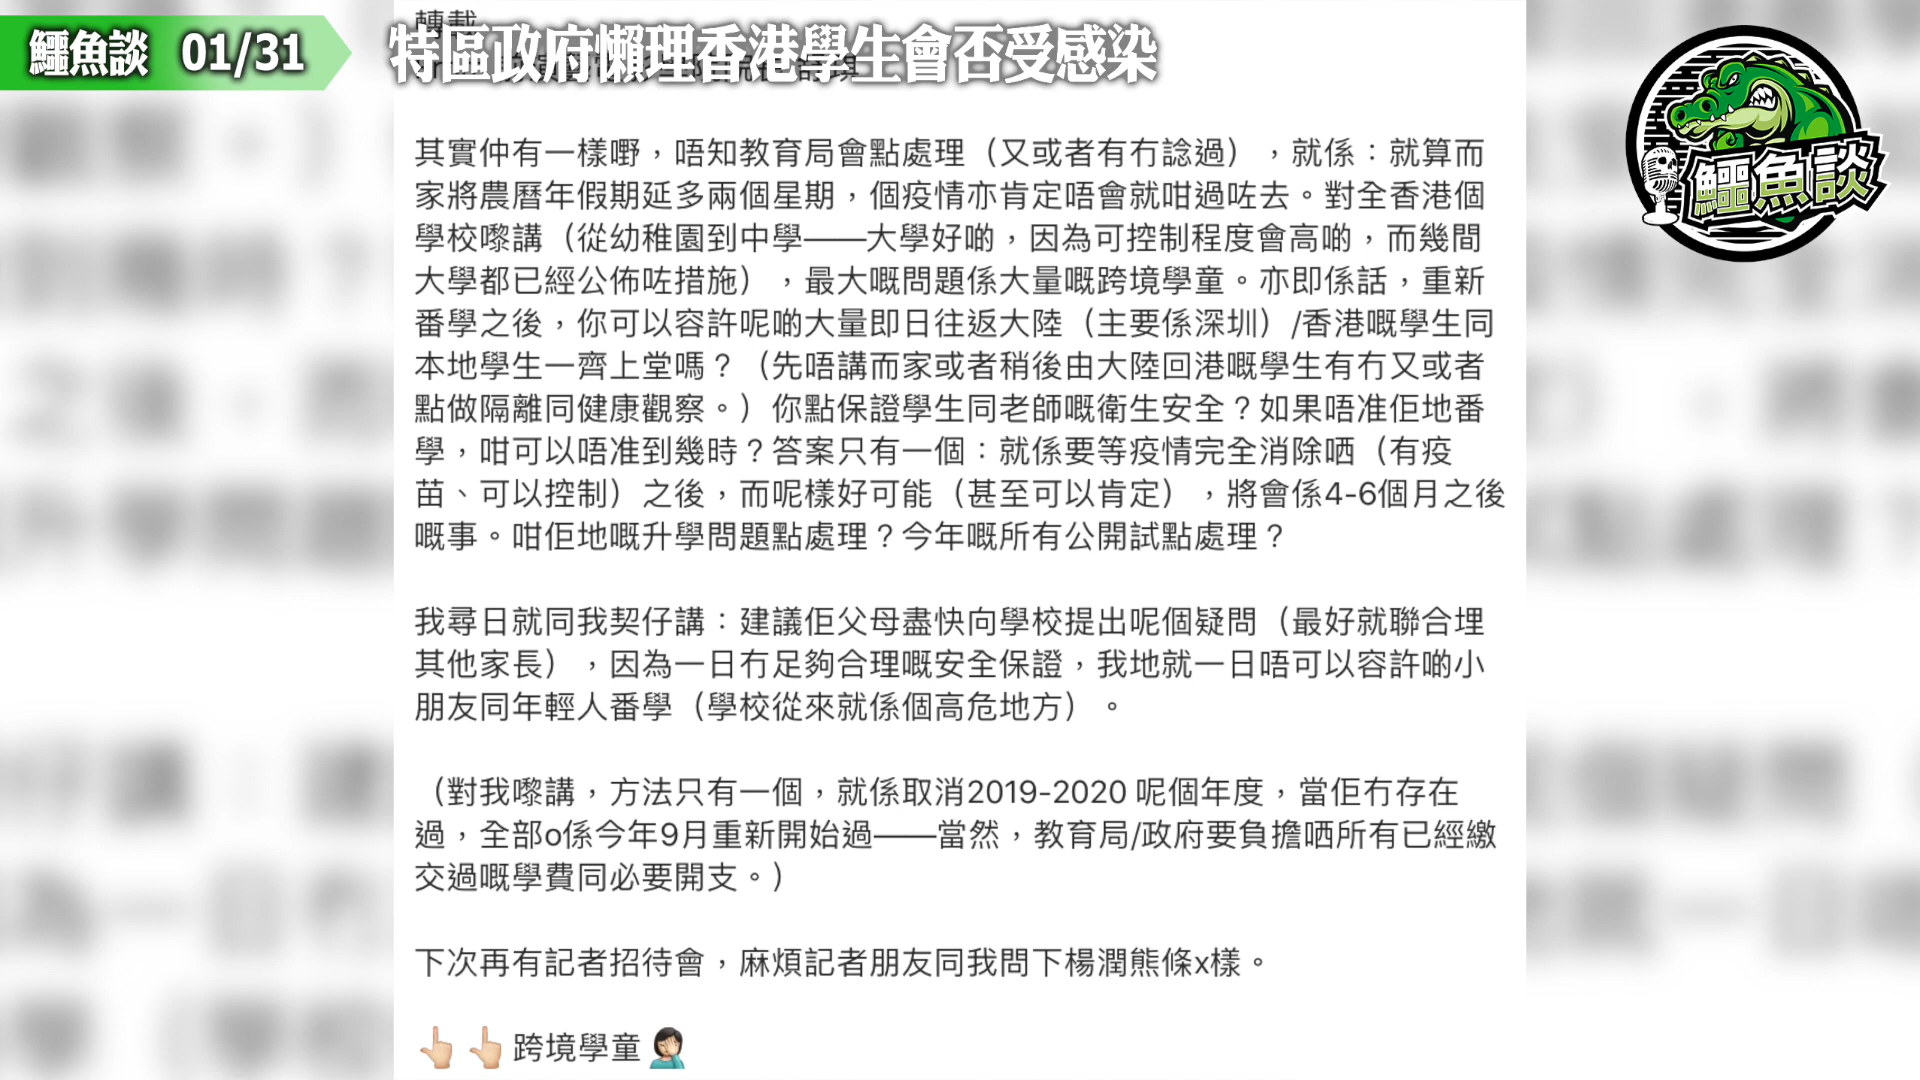 鱷魚談 01/31
特區政府懶理香港學生會否受感染
鱷魚談
轉載
其實仲有一樣嘢，唔知教育局會點處理（又或者有冇諗過），就係：就算而
家將農曆年假期延多兩個星期，個疫情亦肯定唔會就咁過咗去。對全香港個
學校嚟講（從幼稚園到中學——大學好啲，因為可控制程度會高啲，而幾間
大學都已經公佈咗措施），最大嘅問題係大量嘅跨境學童。亦即係話，重新
番學之後，你可以容許呢啲大量即日往返大陸（主要係深圳）/香港嘅學生同
本地學生一齊上堂嗎？（先唔講而家或者稍後由大陸回港嘅學生有冇又或者
點做隔離同健康觀察。）你點保證學生同老師嘅衛生安全？如果唔准佢地番
學，咁可以唔准到幾時？答案只有一個：就係要等疫情完全消除哂（有疫
苗、可以控制）之後，而呢樣好可能（甚至可以肯定），將會係4-6個月之後
嘅事。咁佢地嘅升學問題點處理？今年嘅所有公開試點處理？
我尋日就同我契仔講：建議佢父母盡快向學校提出呢個疑問（最好就聯合埋
其他家長），因為一日冇足夠合理嘅安全保證，我地就一日唔可以容許啲小
朋友同年輕人番學（學校從來就係個高危地方）。
（對我嚟講，方法只有一個，就係取消2019-2020 呢個年度，當佢冇存在
過，全部o係今年9月重新開始過——當然，教育局/政府要負擔哂所有已經繳
交過嘅學費同必要開支。）
下次再有記者招待會，麻煩記者朋友同我問下楊潤熊條x樣。
👆🏻👆🏻跨境學童🤦🏻‍♀️